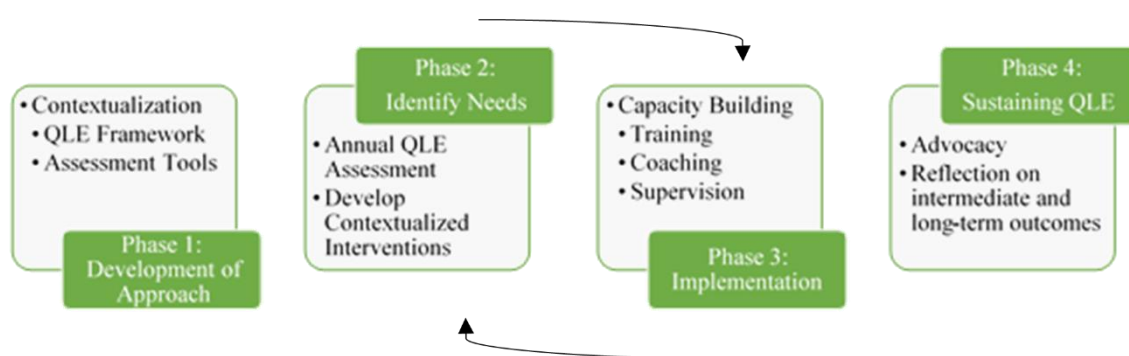 • Contextualization
• QLE Framework
• Assessment Tools
Phase 1:
Development of
Approach
Phase 2:
Identify Needs
• Annual QLE
Assessment
• Develop
Contextualized
Interventions
• Capacity Building
• Training
• Coaching
• Supervision
Phase 3:
Implementation
Phase 4:
Sustaining QLE
• Advocacy
• Reflection on
intermediate and
long-term outcomes